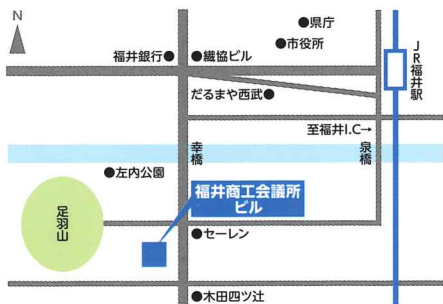 N
●県庁
●市役所
福井銀行●
●繊協ビル
JR福井駅
だるまや西武●
至福井I.C→
幸橋
泉橋
●左内公園
福井商工会議所
ビル
足羽山
●セーレン
●木田四ツ辻